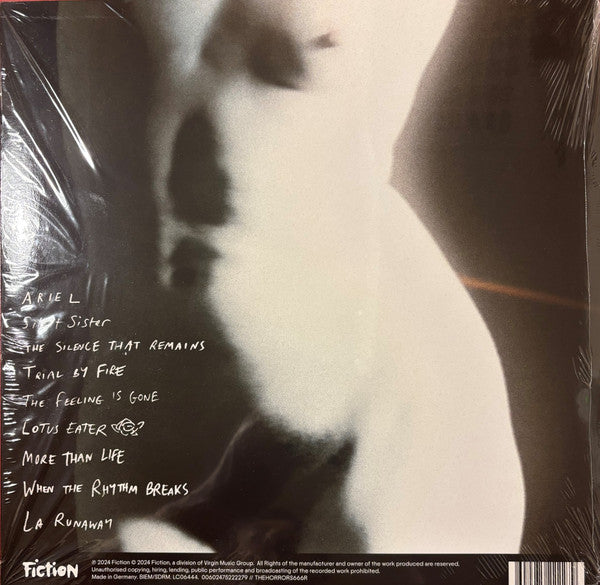 ARIEL
Sister
THE SILENCE THAT REMAINS
TRIAL BY FIRE
THE FEELING IS GONE
LOTUS EATER
MORE THAN LIFE
WHEN THE RHYTHM BREAKS
LA RUNAWAY
Fiction
℗ 2024 Fiction © 2024 Fiction, a division of Virgin Music Group. All Rights of the manufacturer and owner of the work produced are reserved.
Unauthorised copying, hiring, lending, public performance and broadcasting of the recorded work prohibited.
Made in Germany. BIEM/SDRM. LC06444. 00602475222279 // THEHORRORS666R